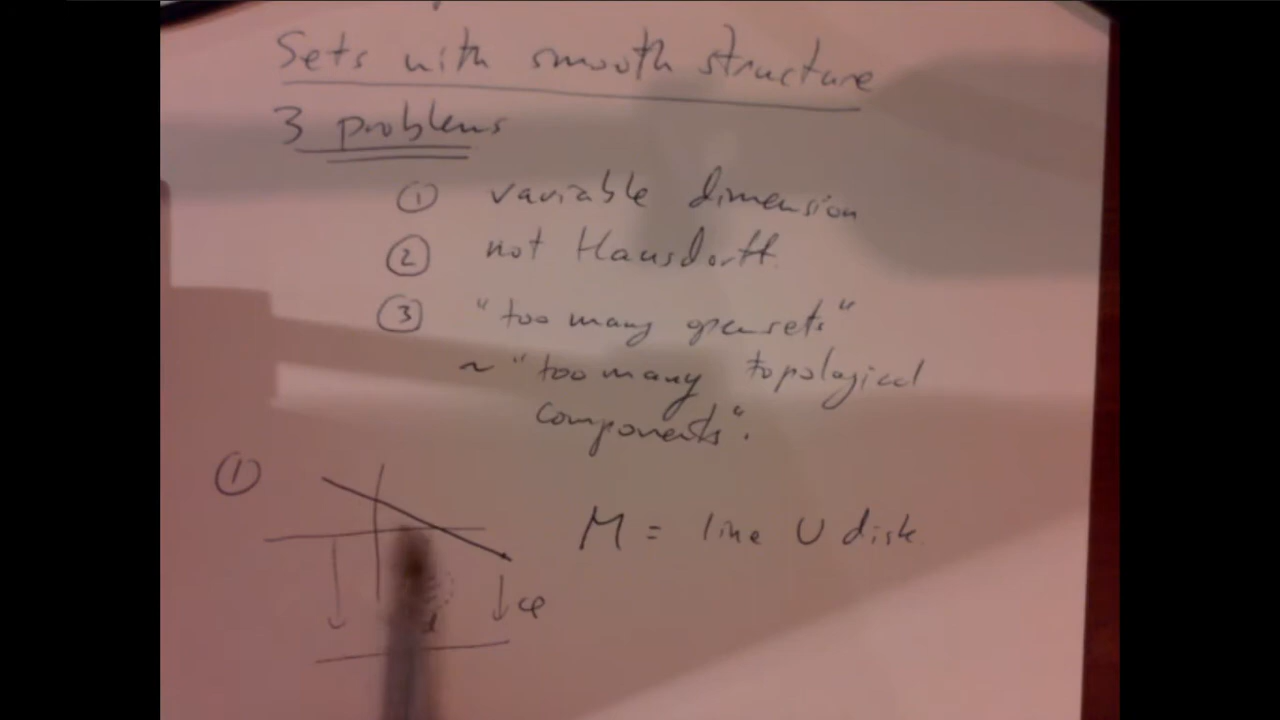 Sets with smooth structure
3 problems
① variable dimension
② not Hausdorff
③ "too many open sets"
~ "too many topological
components".
①
M = line ∪ disk
φ